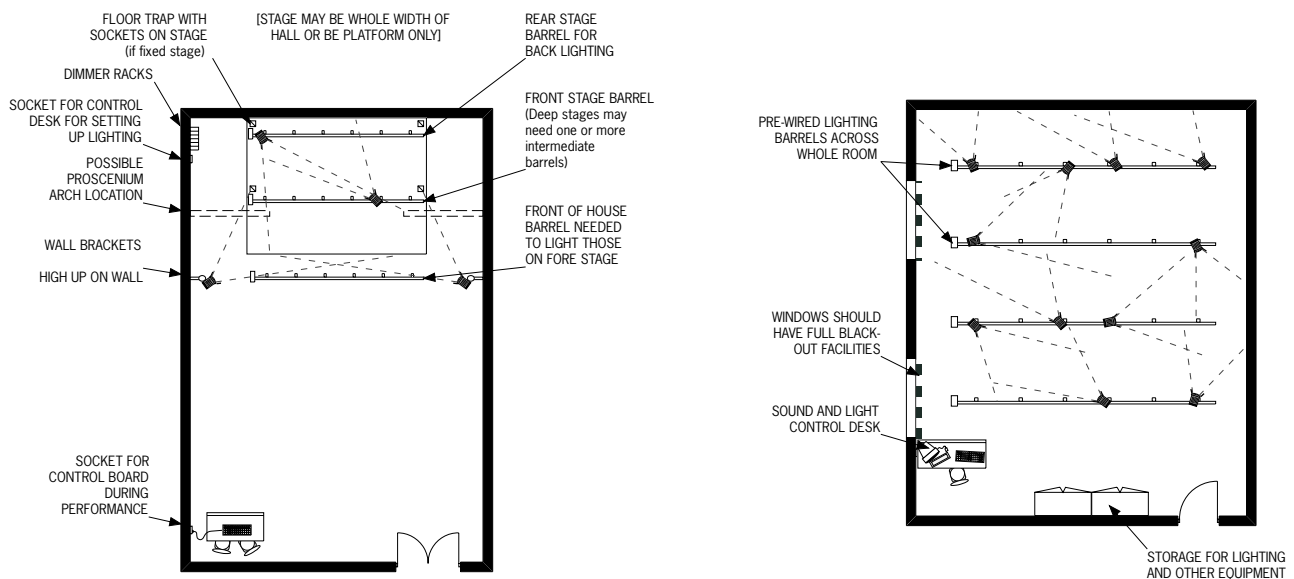 FLOOR TRAP WITH
SOCKETS ON STAGE
(if fixed stage)
[STAGE MAY BE WHOLE WIDTH OF
HALL OR BE PLATFORM ONLY]
REAR STAGE
BARREL FOR
BACK LIGHTING
DIMMER RACKS
SOCKET FOR CONTROL
DESK FOR SETTING
UP LIGHTING
POSSIBLE
PROSCENIUM
ARCH LOCATION
WALL BRACKETS
HIGH UP ON WALL
FRONT STAGE BARREL
(Deep stages may
need one or more
intermediate
barrels)
FRONT OF HOUSE
BARREL NEEDED
TO LIGHT THOSE
ON FORE STAGE
SOCKET FOR
CONTROL BOARD
DURING
PERFORMANCE
PRE-WIRED LIGHTING
BARRELS ACROSS
WHOLE ROOM
WINDOWS SHOULD
HAVE FULL BLACK-
OUT FACILITIES
SOUND AND LIGHT
CONTROL DESK
STORAGE FOR LIGHTING
AND OTHER EQUIPMENT